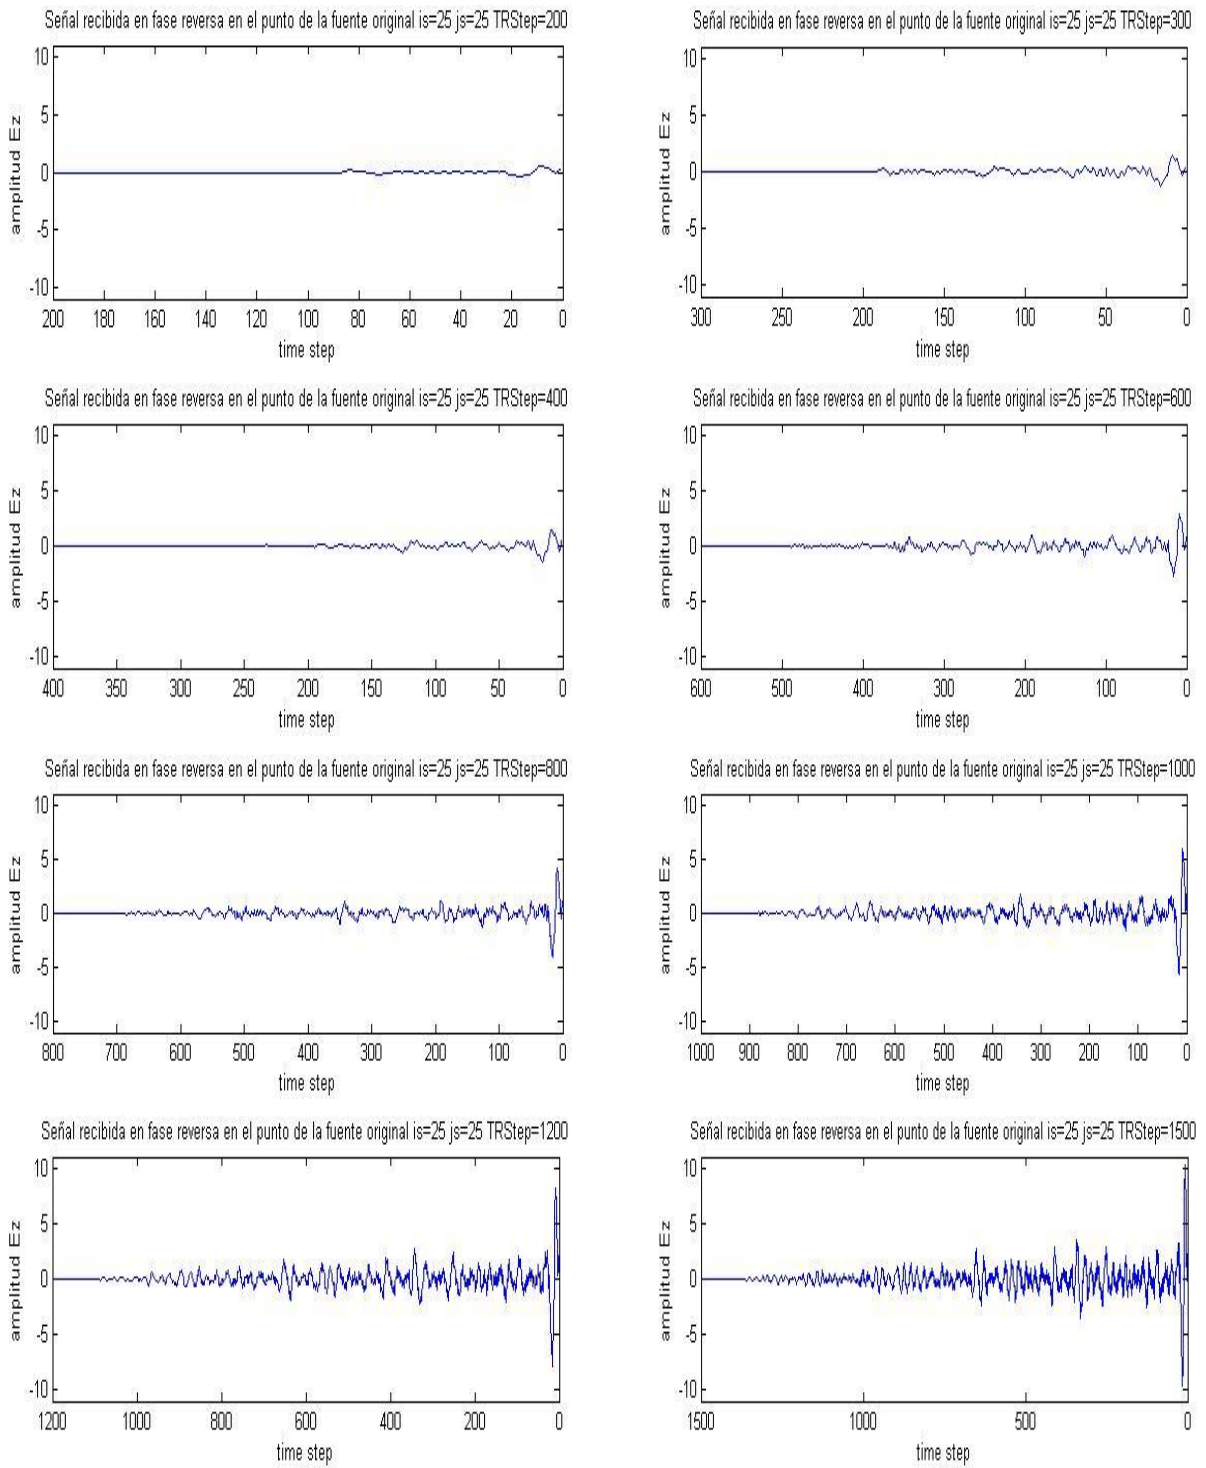 Señal recibida en fase reversa en el punto de la fuente original is=25 js=25 TRStep=200
amplitud Ez
10
5
0
-5
-10
200 180 160 140 120 100 80 60 40 20 0
time step
Señal recibida en fase reversa en el punto de la fuente original is=25 js=25 TRStep=300
amplitud Ez
10
5
0
-5
-10
300 250 200 150 100 50 0
time step
Señal recibida en fase reversa en el punto de la fuente original is=25 js=25 TRStep=400
amplitud Ez
10
5
0
-5
-10
400 350 300 250 200 150 100 50 0
time step
Señal recibida en fase reversa en el punto de la fuente original is=25 js=25 TRStep=600
amplitud Ez
10
5
0
-5
-10
600 500 400 300 200 100 0
time step
Señal recibida en fase reversa en el punto de la fuente original is=25 js=25 TRStep=800
amplitud Ez
10
5
0
-5
-10
800 700 600 500 400 300 200 100 0
time step
Señal recibida en fase reversa en el punto de la fuente original is=25 js=25 TRStep=1000
amplitud Ez
10
5
0
-5
-10
1000 900 800 700 600 500 400 300 200 100 0
time step
Señal recibida en fase reversa en el punto de la fuente original is=25 js=25 TRStep=1200
amplitud Ez
10
5
0
-5
-10
1200 1000 800 600 400 200 0
time step
Señal recibida en fase reversa en el punto de la fuente original is=25 js=25 TRStep=1500
amplitud Ez
10
5
0
-5
-10
1500 1000 500 0
time step